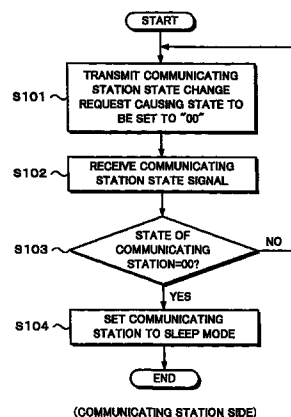 START
S101
TRANSMIT COMMUNICATING
STATION STATE CHANGE
REQUEST CAUSING STATE TO
BE SET TO "00"
S102
RECEIVE COMMUNICATING
STATION STATE SIGNAL
S103
STATE OF
COMMUNICATING
STATION=00?
NO
YES
S104
SET COMMUNICATING
STATION TO SLEEP MODE
END
(COMMUNICATING STATION SIDE)